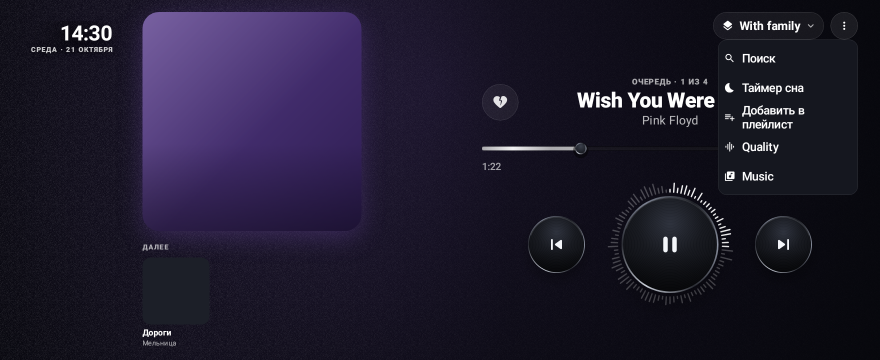 14:30
СРЕДА · 21 ОКТЯБРЯ
With family
Поиск
Таймер сна
Добавить в
плейлист
Quality
Music
ОЧЕРЕДЬ · 1 ИЗ 4
Wish You Were
Pink Floyd
1:22
ДАЛЕЕ
Дороги
Мельница